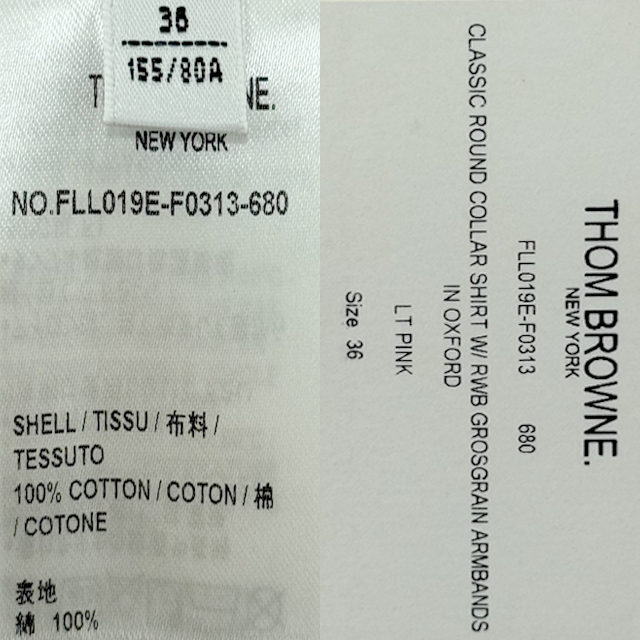 36
155/80A
NEW YORK
NO.FLL019E-F0313-680
SHELL / TISSU / 布料 /
TESSUTO
100% COTTON / COTON / 棉
/ COTONE
表地
綿 100%
THOM BROWNE.
NEW YORK
FLL019E-F0313 680
CLASSIC ROUND COLLAR SHIRT W/ RWB GROSGRAIN ARMBANDS
IN OXFORD
LT PINK
Size 36